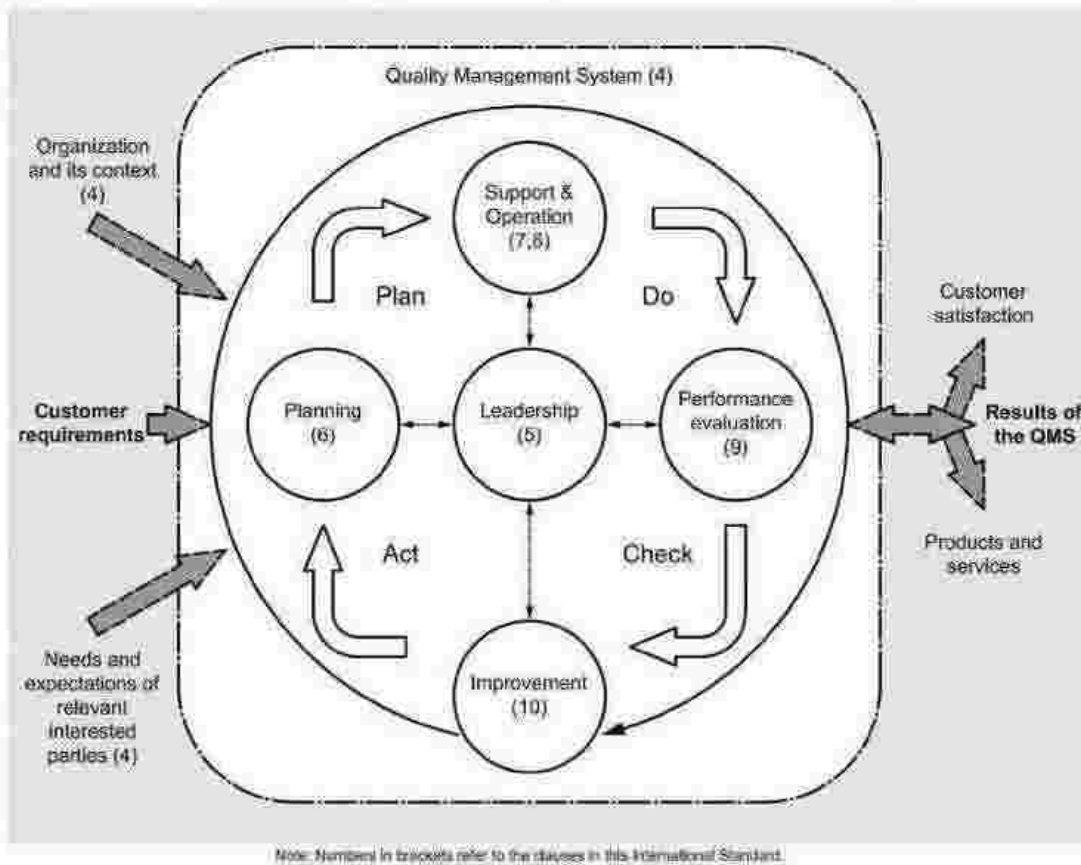 Quality Management System (4)
Organization
and its context
(4)
Support &
Operation
(7,8)
Plan
Do
Customer
satisfaction
Customer
requirements
Planning
(6)
Leadership
(5)
Performance
evaluation
(9)
Results of
the QMS
Act
Check
Products and
services
Needs and
expectations of
relevant
interested
parties (4)
Improvement
(10)
Note: Numbers in brackets refer to the clauses in this International Standard.